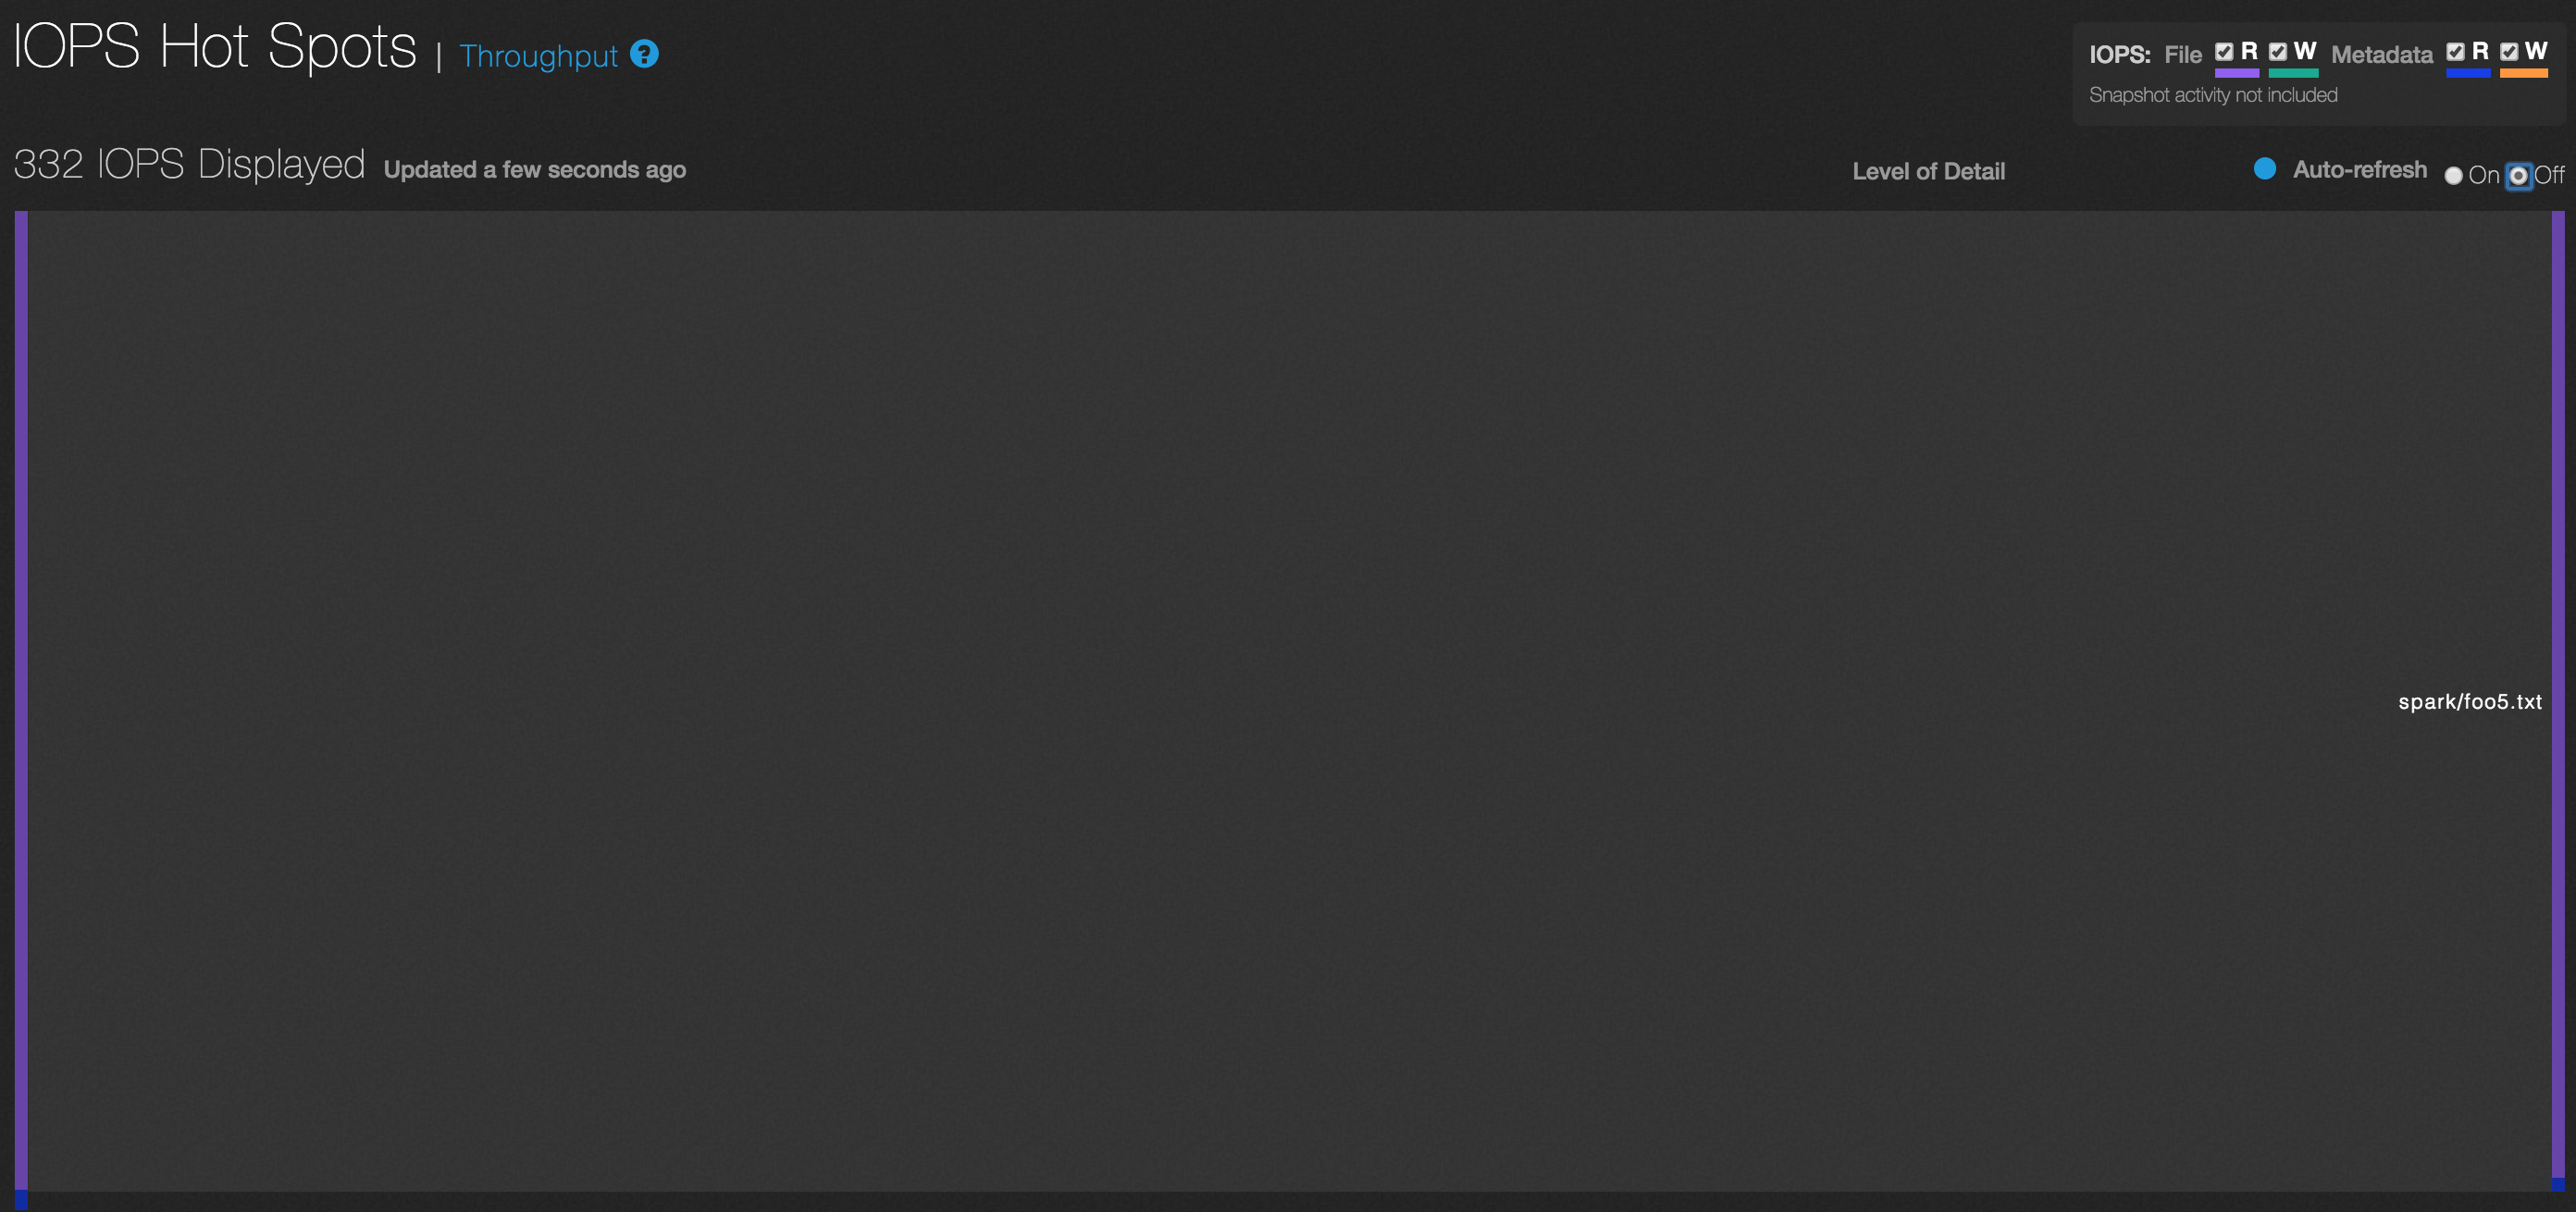 IOPS Hot Spots | Throughput ?
IOPS: File R W Metadata R W
Snapshot activity not included
332 IOPS Displayed Updated a few seconds ago
Level of Detail Auto-refresh On Off
spark/foo5.txt